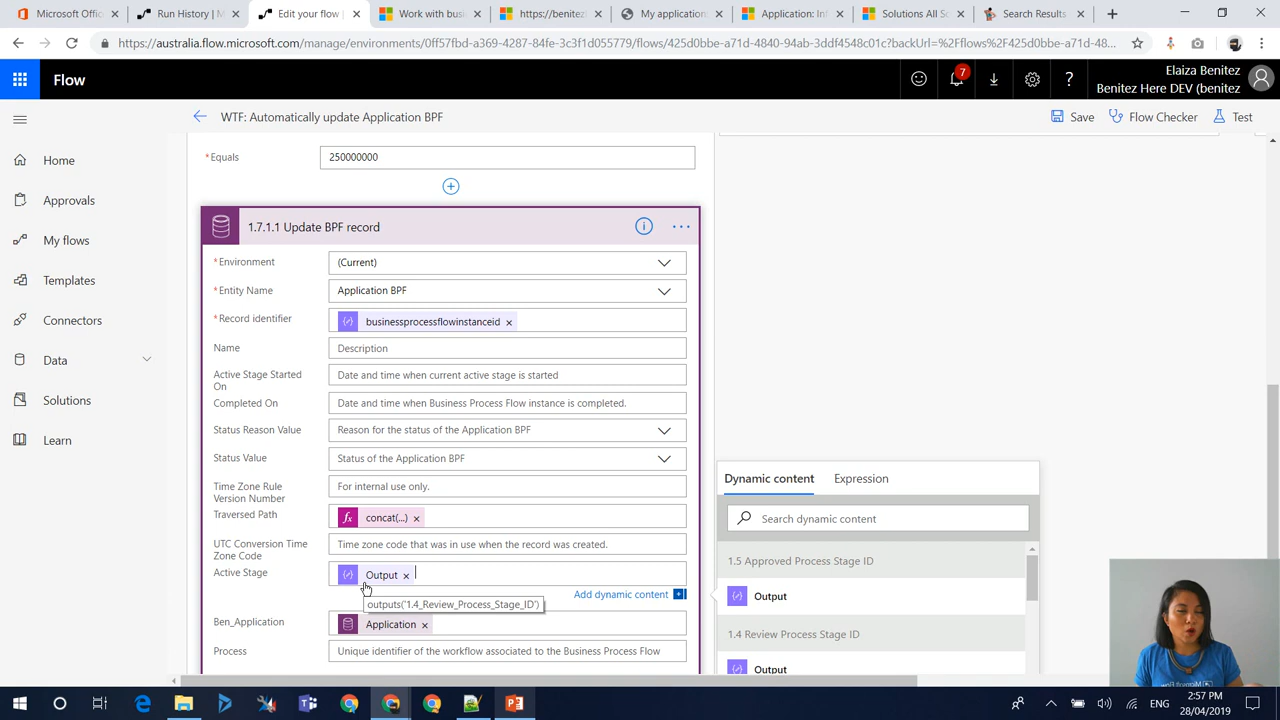 Microsoft Offic
Run History | M
Edit your flow |
Work with busi
https://benitez
My application:
Application: Inf
Solutions All So
Search Results
https://australia.flow.microsoft.com/manage/environments/0ff57fbd-a369-4287-84fe-3c3f1d055779/flows/425d0bbe-a71d-4840-94ab-3ddf4548c01c?backUrl=%2Fflows%2F425d0bbe-a71d-48...
Flow
7
?
Elaiza Benitez
Benitez Here DEV (benitez
WTF: Automatically update Application BPF
Save
Flow Checker
Test
Home
Approvals
My flows
Templates
Connectors
Data
Solutions
Learn
*Equals
250000000
1.7.1.1 Update BPF record
*Environment
(Current)
*Entity Name
Application BPF
*Record identifier
businessprocessflowinstanceid ×
Name
Description
Active Stage Started
On
Date and time when current active stage is started
Completed On
Date and time when Business Process Flow instance is completed.
Status Reason Value
Reason for the status of the Application BPF
Status Value
Status of the Application BPF
Time Zone Rule
Version Number
For internal use only.
Traversed Path
fx concat(...) ×
UTC Conversion Time
Zone Code
Time zone code that was in use when the record was created.
Active Stage
Output ×
outputs('1.4_Review_Process_Stage_ID')
Add dynamic content
Ben_Application
Application ×
Process
Unique identifier of the workflow associated to the Business Process Flow
Dynamic content
Expression
Search dynamic content
1.5 Approved Process Stage ID
Output
1.4 Review Process Stage ID
Output
ENG
2:57 PM
28/04/2019